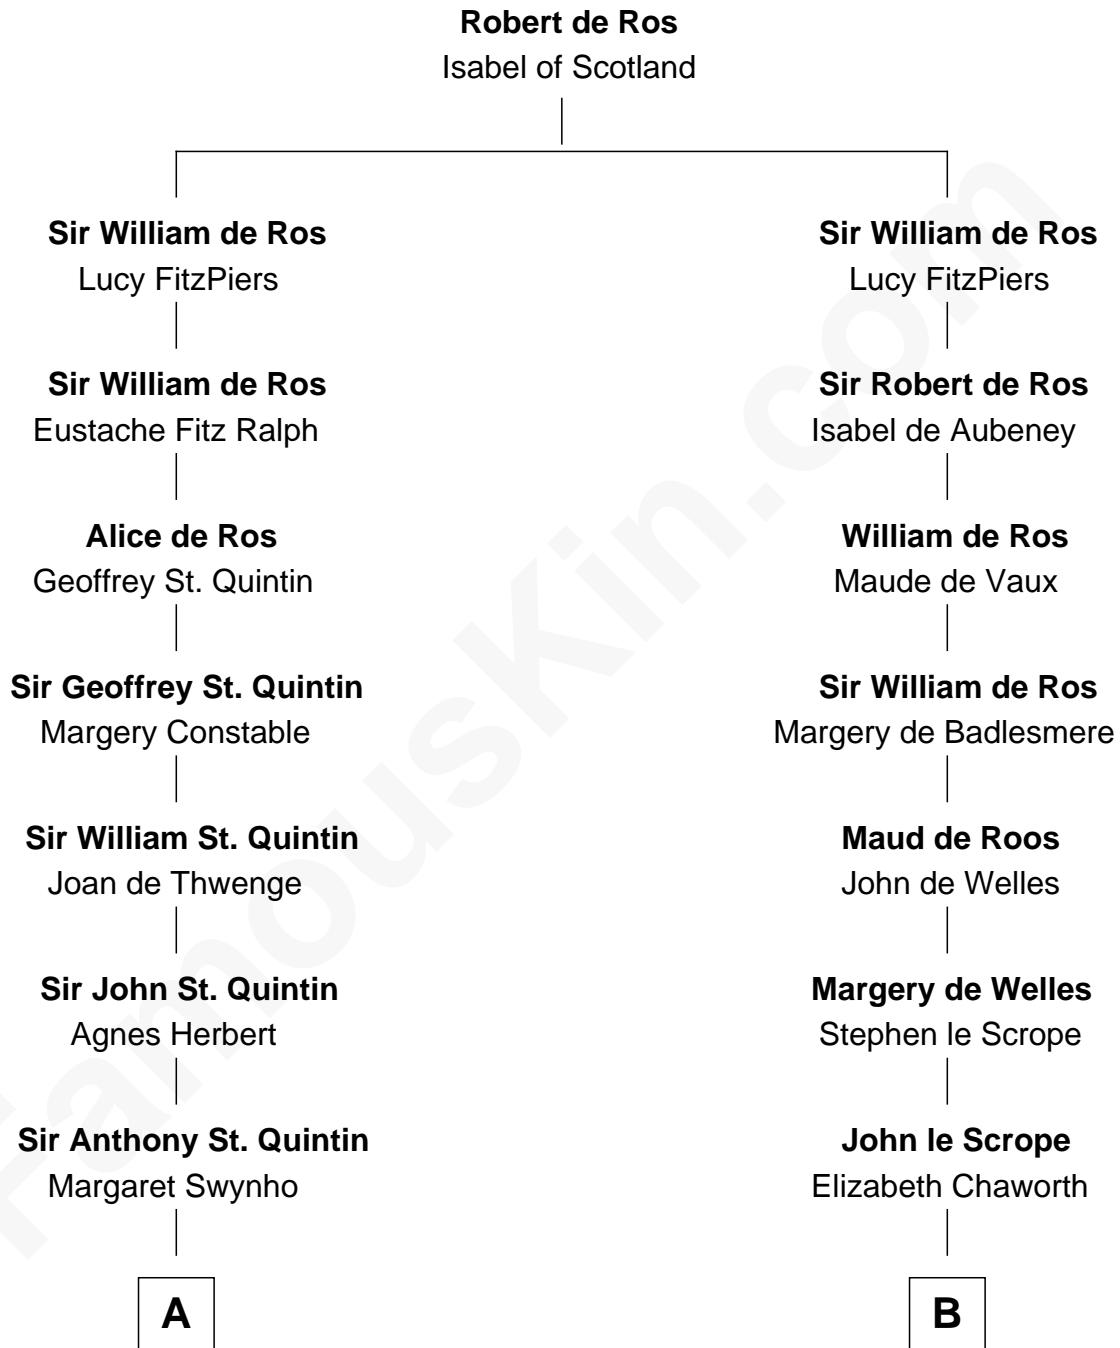 Robert de Ros
Isabel of Scotland
Sir William de Ros
Lucy FitzPiers
Sir William de Ros
Lucy FitzPiers
Sir William de Ros
Eustache Fitz Ralph
Sir Robert de Ros
Isabel de Aubeney
Alice de Ros
Geoffrey St. Quintin
William de Ros
Maude de Vaux
Sir Geoffrey St. Quintin
Margery Constable
Sir William de Ros
Margery de Badlesmere
Sir William St. Quintin
Joan de Thwenge
Maud de Roos
John de Welles
Sir John St. Quintin
Agnes Herbert
Margery de Welles
Stephen le Scrope
Sir Anthony St. Quintin
Margaret Swynho
John le Scrope
Elizabeth Chaworth
A
B
FamousKin.com